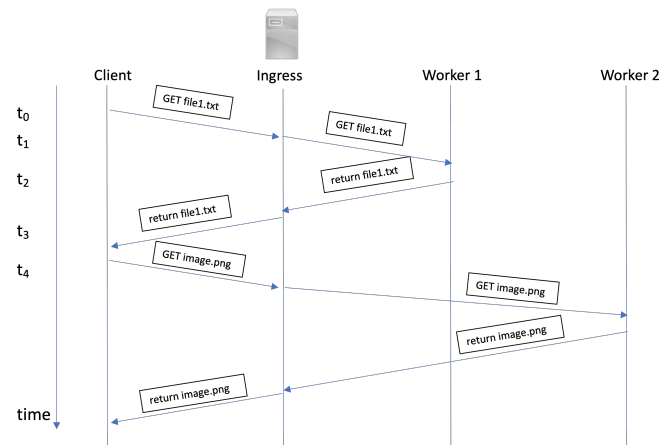 Client
Ingress
Worker 1
Worker 2
t0
GET file1.txt
t1
GET file1.txt
t2
return file1.txt
return file1.txt
t3
GET image.png
t4
GET image.png
return image.png
return image.png
time